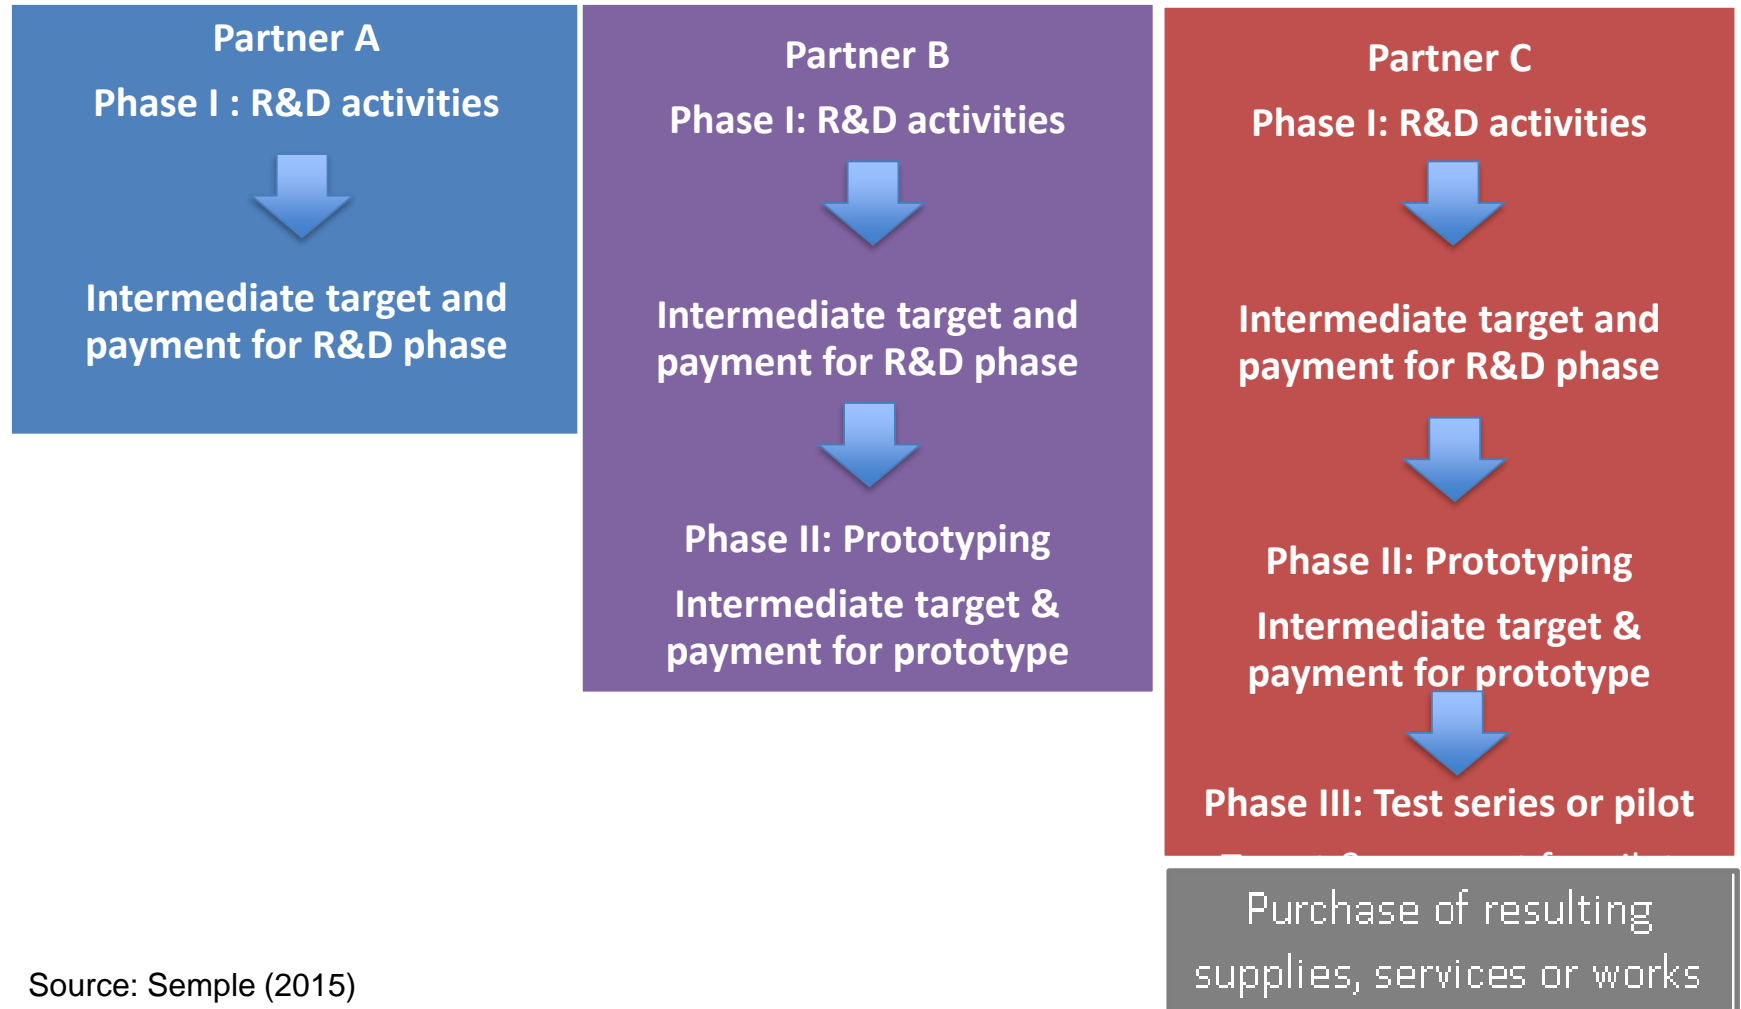 Partner A
Phase I : R&D activities
Intermediate target and
payment for R&D phase
Partner B
Phase I: R&D activities
Intermediate target and
payment for R&D phase
Phase II: Prototyping
Intermediate target &
payment for prototype
Partner C
Phase I: R&D activities
Intermediate target and
payment for R&D phase
Phase II: Prototyping
Intermediate target &
payment for prototype
Phase III: Test series or pilot
Purchase of resulting
supplies, services or works
Source: Semple (2015)